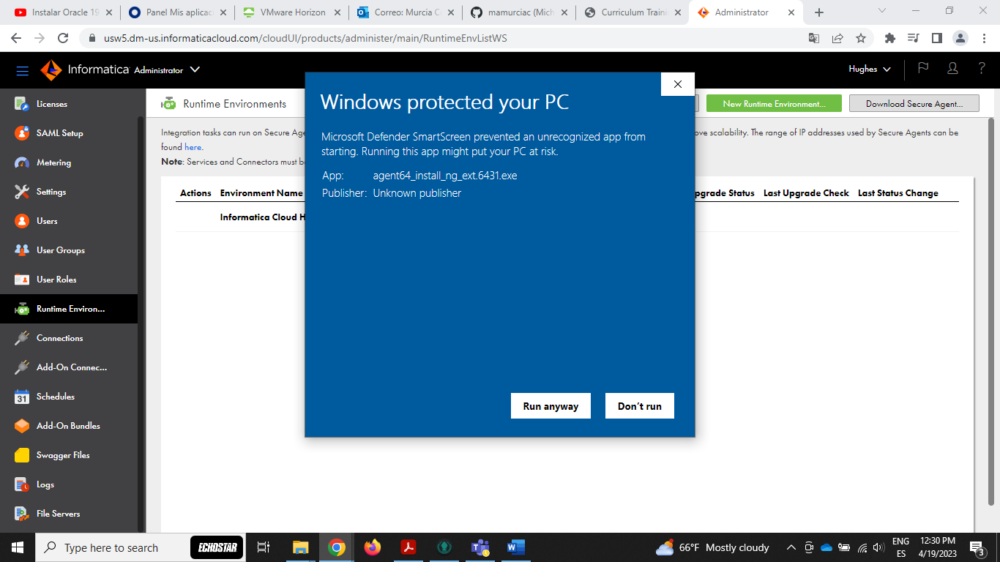 Instalar Oracle 19
Panel Mis aplicac
VMware Horizon
Correo: Murcia C
mamurciac (Mich
Curriculum Traini
Administrator
usw5.dm-us.informaticacloud.com/cloudUI/products/administer/main/RuntimeEnvListWS
Informatica Administrator
Hughes
?
Licenses
SAML Setup
Metering
Settings
Users
User Groups
User Roles
Runtime Environ...
Connections
Add-On Connec...
31 Schedules
Add-On Bundles
Swagger Files
Logs
File Servers
Runtime Environments
New Runtime Environment...
Download Secure Agent...
Integration tasks can run on Secure Age
ove scalability. The range of IP addresses used by Secure Agents can be
found here.
Note: Services and Connectors must b
Actions Environment Name
pgrade Status Last Upgrade Check Last Status Change
Informatica Cloud H
Windows protected your PC
Microsoft Defender SmartScreen prevented an unrecognized app from
starting. Running this app might put your PC at risk.
App: agent64_install_ng_ext.6431.exe
Publisher: Unknown publisher
Run anyway
Don't run
Type here to search
ECHOSTAR
66°F Mostly cloudy
ENG
ES
12:30 PM
4/19/2023
3